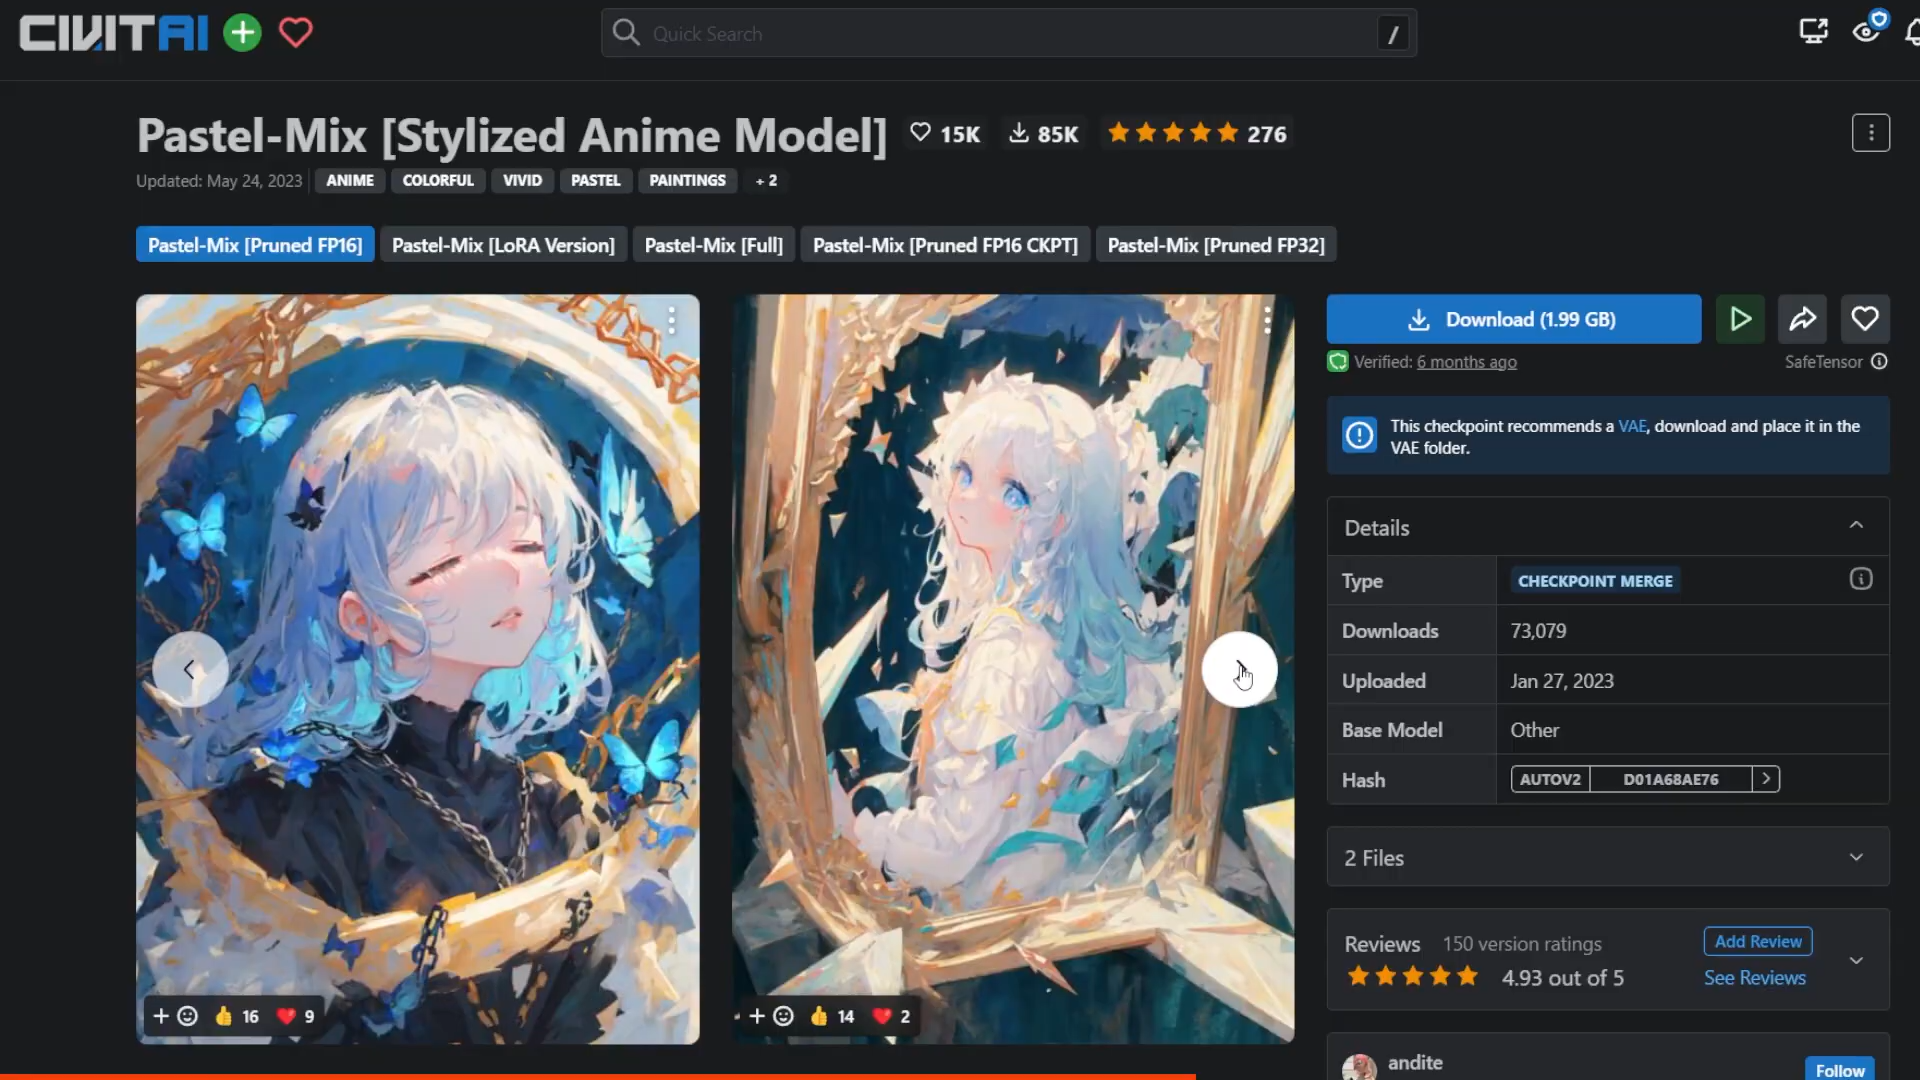 CIVITAI
Quick Search
/
Pastel-Mix [Stylized Anime Model]
15K
85K
276
Updated: May 24, 2023
ANIME
COLORFUL
VIVID
PASTEL
PAINTINGS
+ 2
Pastel-Mix [Pruned FP16]
Pastel-Mix [LoRA Version]
Pastel-Mix [Full]
Pastel-Mix [Pruned FP16 CKPT]
Pastel-Mix [Pruned FP32]
16
9
14
2
Download (1.99 GB)
Verified: 6 months ago
SafeTensor
This checkpoint recommends a VAE, download and place it in the
VAE folder.
Details
Type
CHECKPOINT MERGE
Downloads
73,079
Uploaded
Jan 27, 2023
Base Model
Other
Hash
AUTOV2
D01A68AE76
2 Files
Reviews
150 version ratings
4.93 out of 5
Add Review
See Reviews
andite
Follow